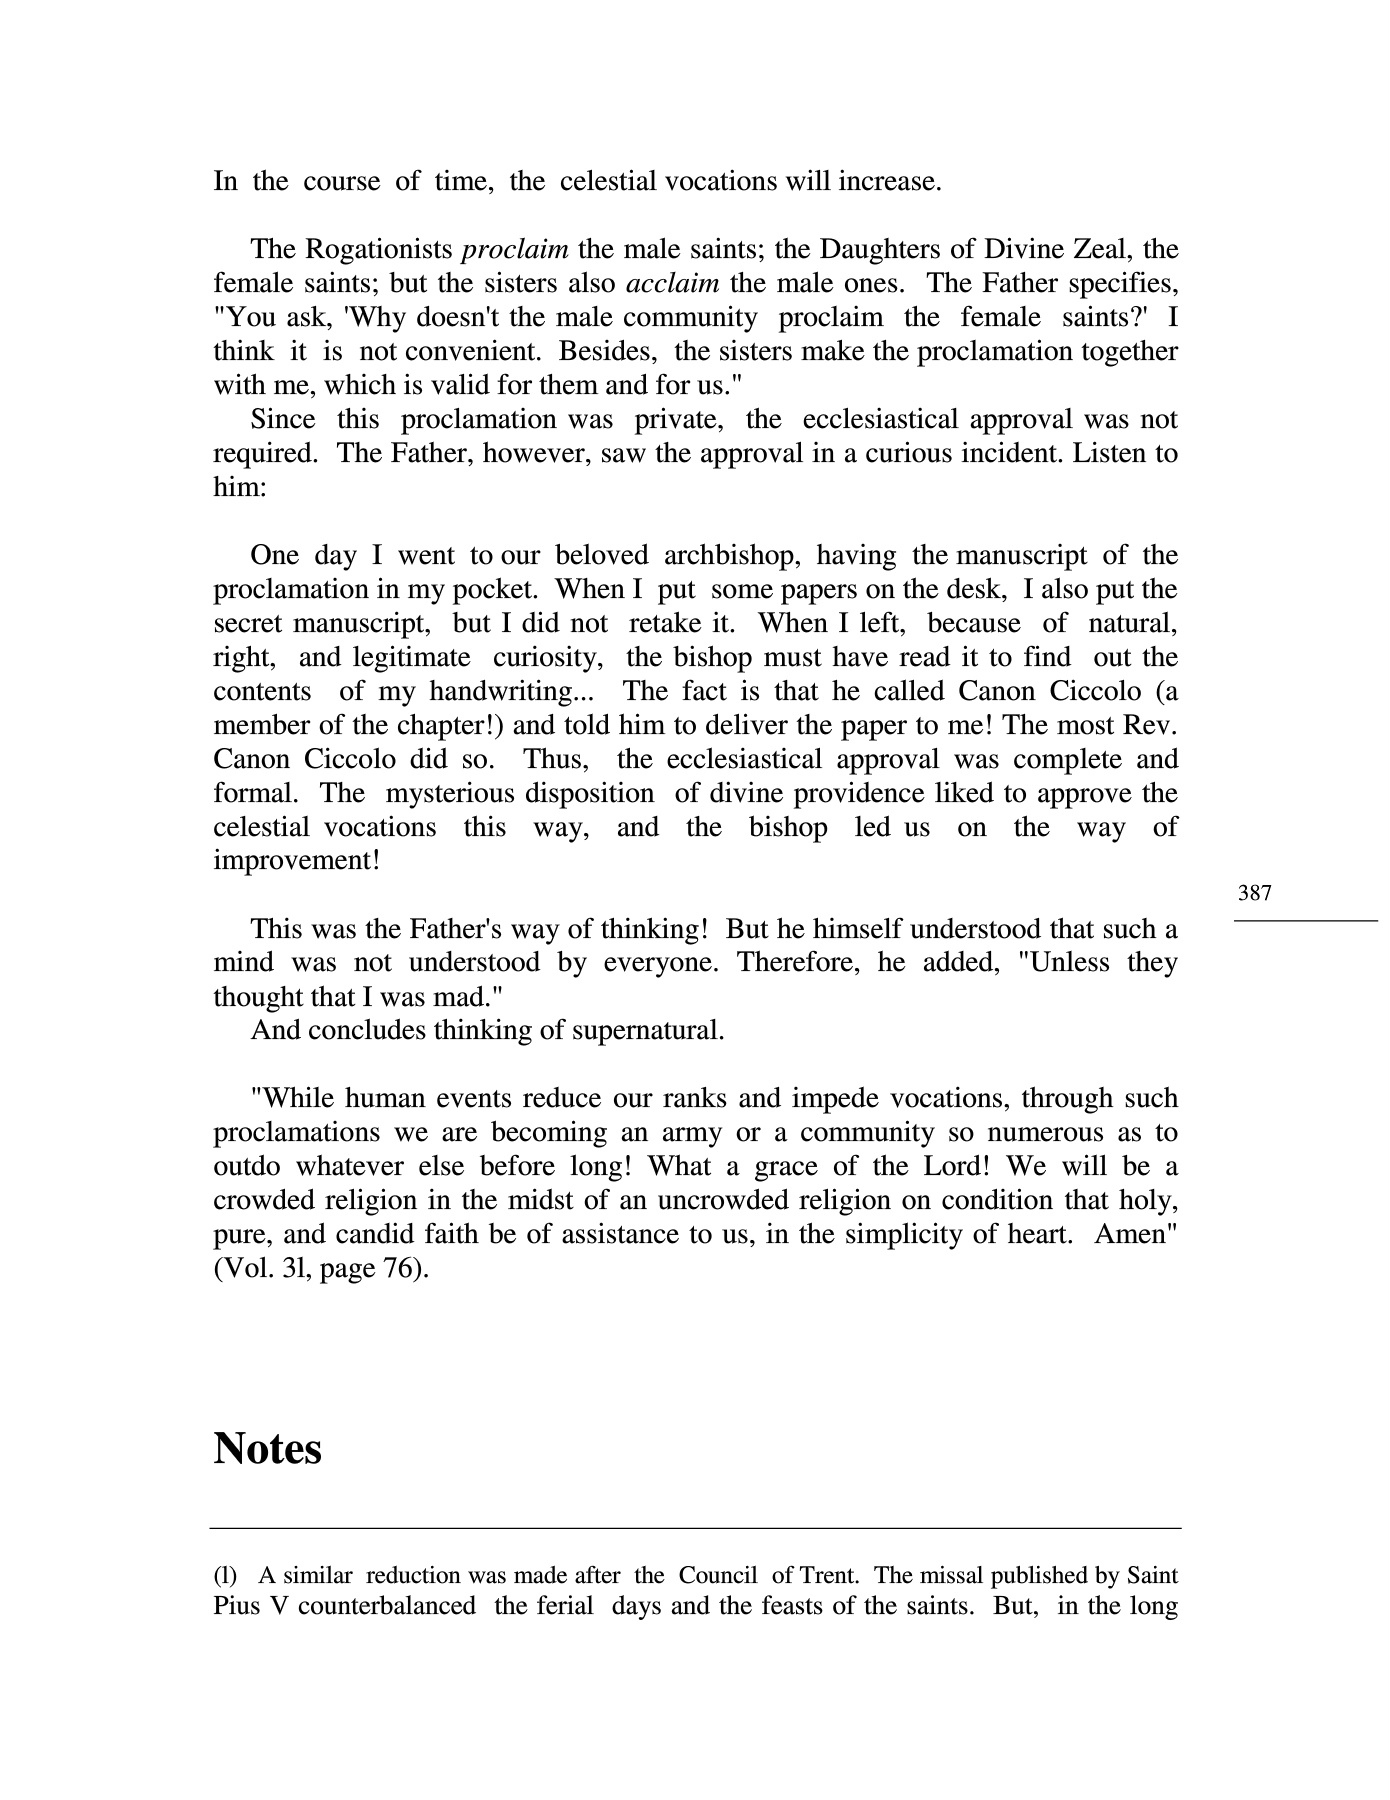 In the course of time, the celestial vocations will increase.
The Rogationists proclaim the male saints; the Daughters of Divine Zeal, the
female saints; but the sisters also acclaim the male ones. The Father specifies,
"You ask, 'Why doesn't the male community proclaim the female saints?' I
think it is not convenient. Besides, the sisters make the proclamation together
with me, which is valid for them and for us."
Since this proclamation was private, the ecclesiastical approval was not
required. The Father, however, saw the approval in a curious incident. Listen to
him:
One day I went to our beloved archbishop, having the manuscript of the
proclamation in my pocket. When I put some papers on the desk, I also put the
secret manuscript, but I did not retake it. When I left, because of natural,
right, and legitimate curiosity, the bishop must have read it to find out the
contents of my handwriting... The fact is that he called Canon Ciccolo (a
member of the chapter!) and told him to deliver the paper to me! The most Rev.
Canon Ciccolo did so. Thus, the ecclesiastical approval was complete and
formal. The mysterious disposition of divine providence liked to approve the
celestial vocations this way, and the bishop led us on the way of
improvement!
387
This was the Father's way of thinking! But he himself understood that such a
mind was not understood by everyone. Therefore, he added, "Unless they
thought that I was mad."
And concludes thinking of supernatural.
"While human events reduce our ranks and impede vocations, through such
proclamations we are becoming an army or a community so numerous as to
outdo whatever else before long! What a grace of the Lord! We will be a
crowded religion in the midst of an uncrowded religion on condition that holy,
pure, and candid faith be of assistance to us, in the simplicity of heart. Amen"
(Vol. 3l, page 76).
Notes
(l) A similar reduction was made after the Council of Trent. The missal published by Saint
Pius V counterbalanced the ferial days and the feasts of the saints. But, in the long